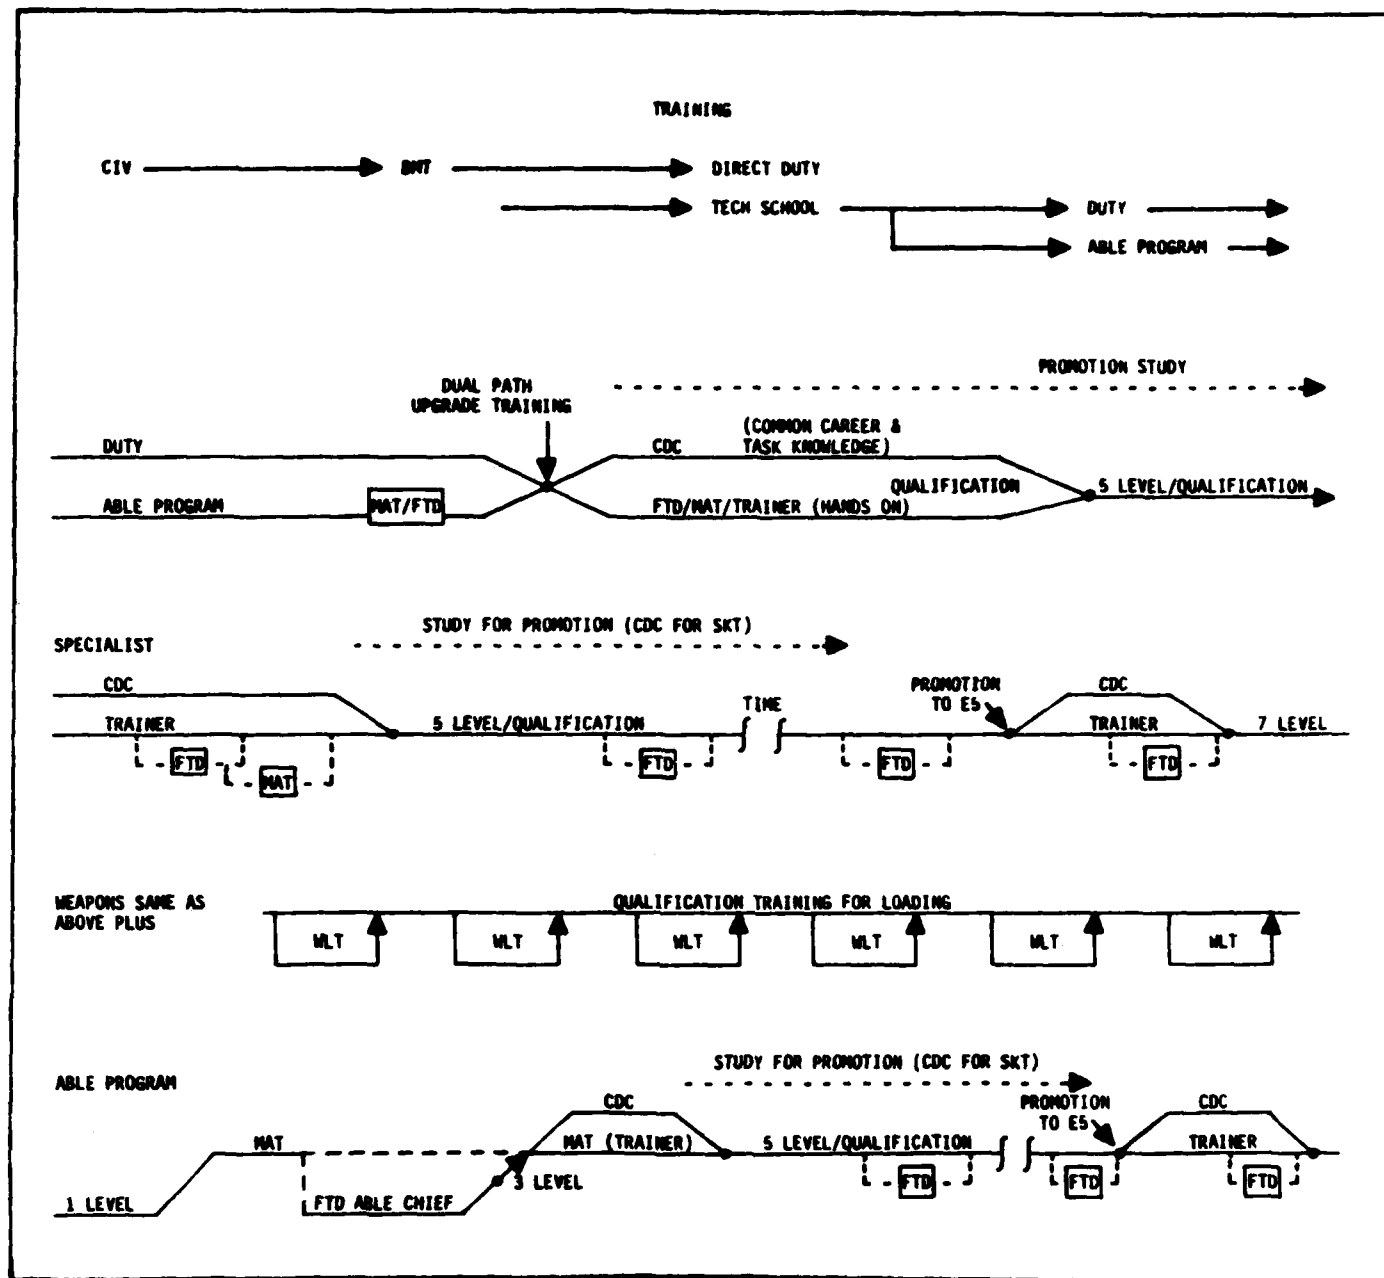 TRAINING
CIV BMT DIRECT DUTY
TECH SCHOOL DUTY
ABLE PROGRAM
PROMOTION STUDY
DUAL PATH
UPGRADE TRAINING
(COMMON CAREER &
DUTY CDC TASK KNOWLEDGE)
QUALIFICATION 5 LEVEL/QUALIFICATION
ABLE PROGRAM MAT/FTD FTD/MAT/TRAINER (HANDS ON)
STUDY FOR PROMOTION (CDC FOR SKT)
SPECIALIST
CDC PROMOTION CDC
TO E5
TIME
TRAINER 5 LEVEL/QUALIFICATION TRAINER 7 LEVEL
FTD FTD FTD FTD
MAT
WEAPONS SAME AS QUALIFICATION TRAINING FOR LOADING
ABOVE PLUS
WLT WLT WLT WLT WLT WLT
STUDY FOR PROMOTION (CDC FOR SKT)
ABLE PROGRAM
CDC PROMOTION CDC
TO E5
MAT MAT (TRAINER) 5 LEVEL/QUALIFICATION TRAINER
3 LEVEL FTD FTD FTD
1 LEVEL FTD ABLE CHIEF